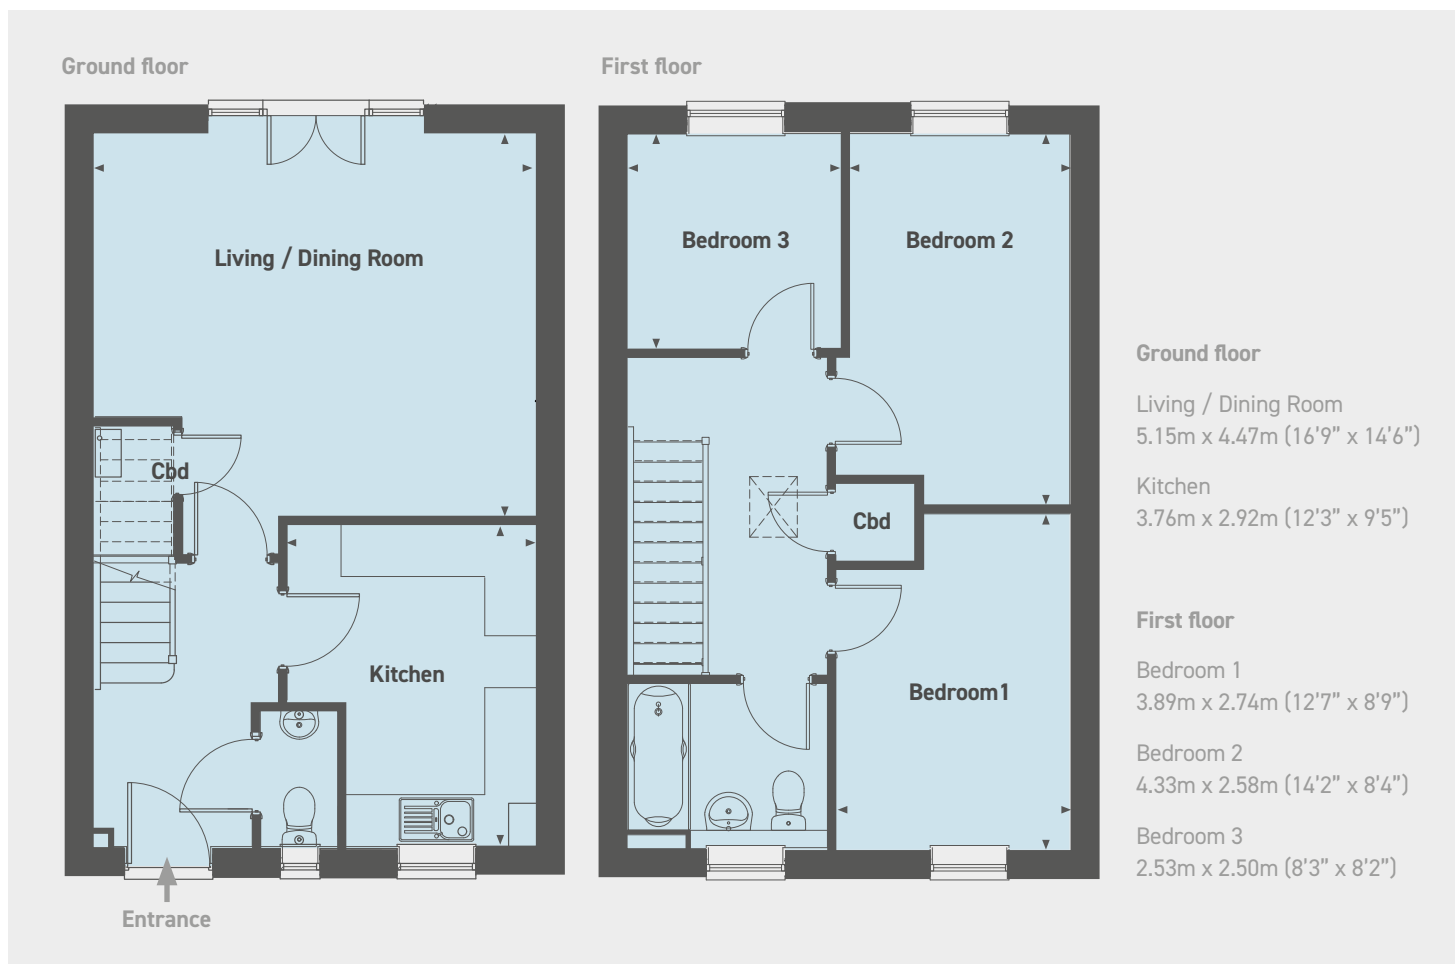 Ground floor
First floor
Living / Dining Room
Cbd
Kitchen
Entrance
Bedroom 3
Bedroom 2
Cbd
Bedroom1
Ground floor
Living / Dining Room
5.15m x 4.47m (16’9” x 14’6”)
Kitchen
3.76m x 2.92m (12’3” x 9’5”)
First floor
Bedroom 1
3.89m x 2.74m (12’7” x 8’9”)
Bedroom 2
4.33m x 2.58m (14’2” x 8’4”)
Bedroom 3
2.53m x 2.50m (8’3” x 8’2”)